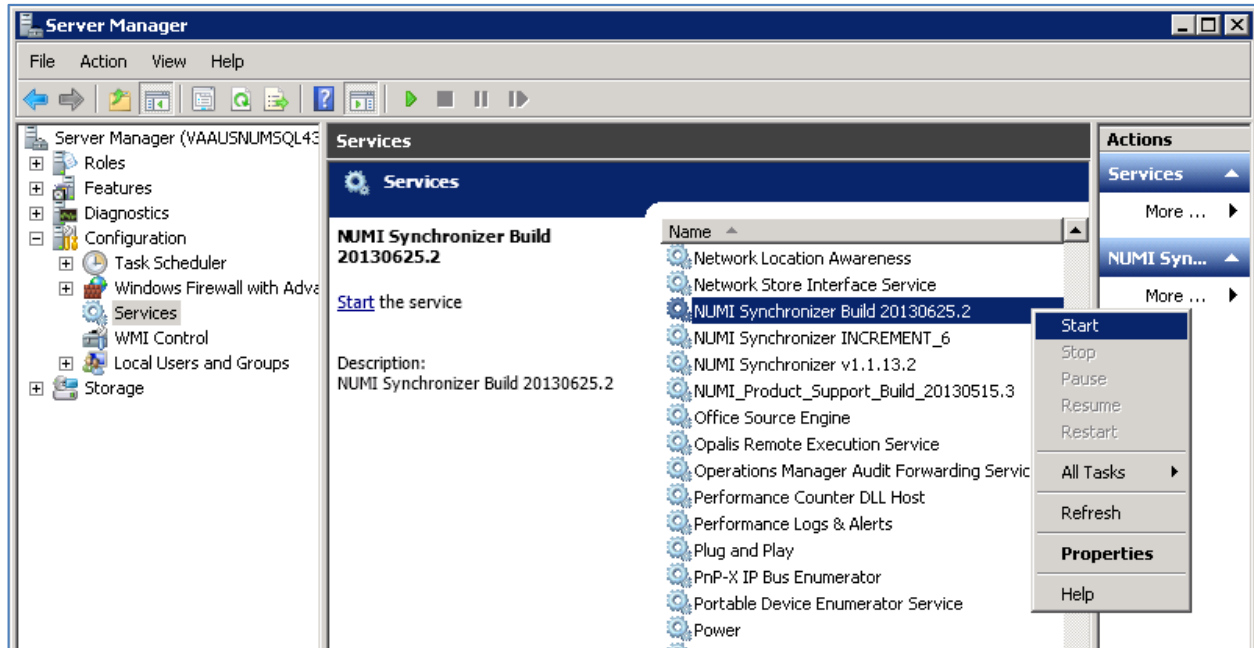 Server Manager
File Action View Help
Server Manager (VAAUSNUMSQL43
Roles
Features
Diagnostics
Configuration
Task Scheduler
Windows Firewall with Adva
Services
WMI Control
Local Users and Groups
Storage
Services
Services
NUMI Synchronizer Build
20130625.2
Start the service
Description:
NUMI Synchronizer Build 20130625.2
Name
Network Location Awareness
Network Store Interface Service
NUMI Synchronizer Build 20130625.2
NUMI Synchronizer INCREMENT_6
NUMI Synchronizer v1.1.13.2
NUMI_Product_Support_Build_20130515.3
Office Source Engine
Opalis Remote Execution Service
Operations Manager Audit Forwarding Servic
Performance Counter DLL Host
Performance Logs & Alerts
Plug and Play
PnP-X IP Bus Enumerator
Portable Device Enumerator Service
Power
Start
Stop
Pause
Resume
Restart
All Tasks
Refresh
Properties
Help
Actions
Services
More ...
NUMI Syn...
More ...